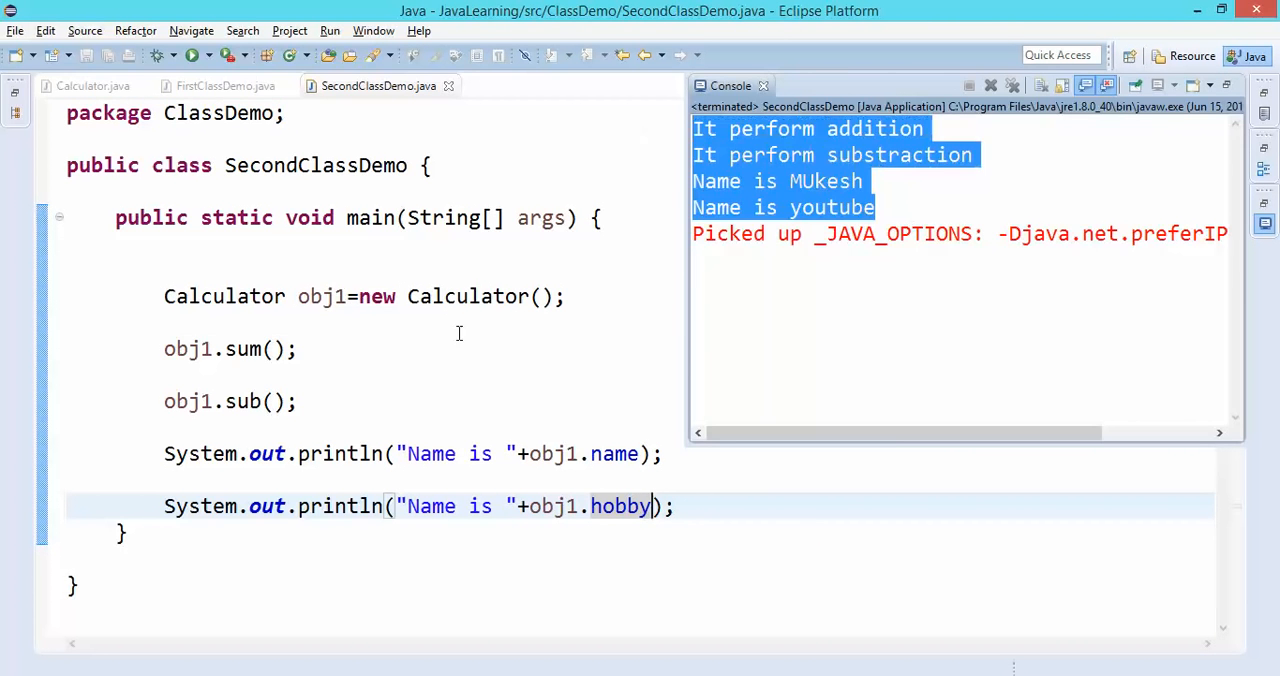 Java - JavaLearning/src/ClassDemo/SecondClassDemo.java - Eclipse Platform
File Edit Source Refactor Navigate Search Project Run Window Help
Quick Access Resource Java
Calculator.java FirstClassDemo.java SecondClassDemo.java
package ClassDemo;
public class SecondClassDemo {
public static void main(String[] args) {
Calculator obj1=new Calculator();
obj1.sum();
obj1.sub();
System.out.println("Name is "+obj1.name);
System.out.println("Name is "+obj1.hobby);
}
}
Console
<terminated> SecondClassDemo [Java Application] C:\Program Files\Java\jre1.8.0_40\bin\javaw.exe (Jun 15, 201
It perform addition
It perform substraction
Name is MUkesh
Name is youtube
Picked up _JAVA_OPTIONS: -Djava.net.preferIP